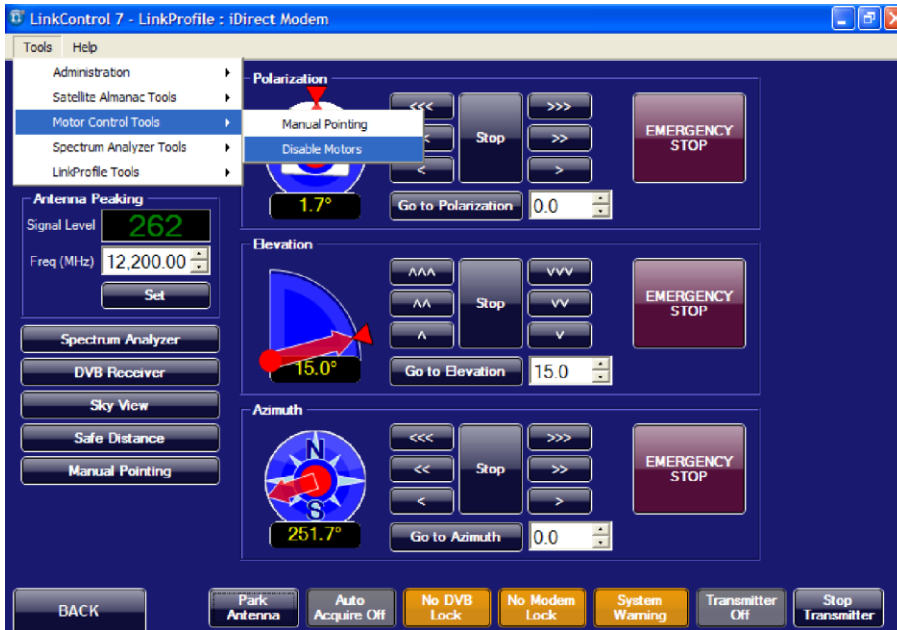 LinkControl 7 - LinkProfile : iDirect Modem
Tools Help
Administration
Satellite Almanac Tools
Motor Control Tools
Spectrum Analyzer Tools
LinkProfile Tools
Manual Pointing
Disable Motors
Antenna Peaking
Signal Level 262
Freq (MHz) 12,200.00
Set
Spectrum Analyzer
DVB Receiver
Sky View
Safe Distance
Manual Pointing
Polarization
<<< >>>
< Stop >>
< >
EMERGENCY
STOP
1.7°
Go to Polarization 0.0
Elevation
^^^ vvv
^^ Stop vv
^ v
EMERGENCY
STOP
15.0°
Go to Elevation 15.0
Azimuth
N
S
<<< >>>
<< Stop >>
< >
EMERGENCY
STOP
251.7°
Go to Azimuth 0.0
BACK
Park
Antenna
Auto
Acquire Off
No DVB
Lock
No Modem
Lock
System
Warning
Transmitter
Off
Stop
Transmitter